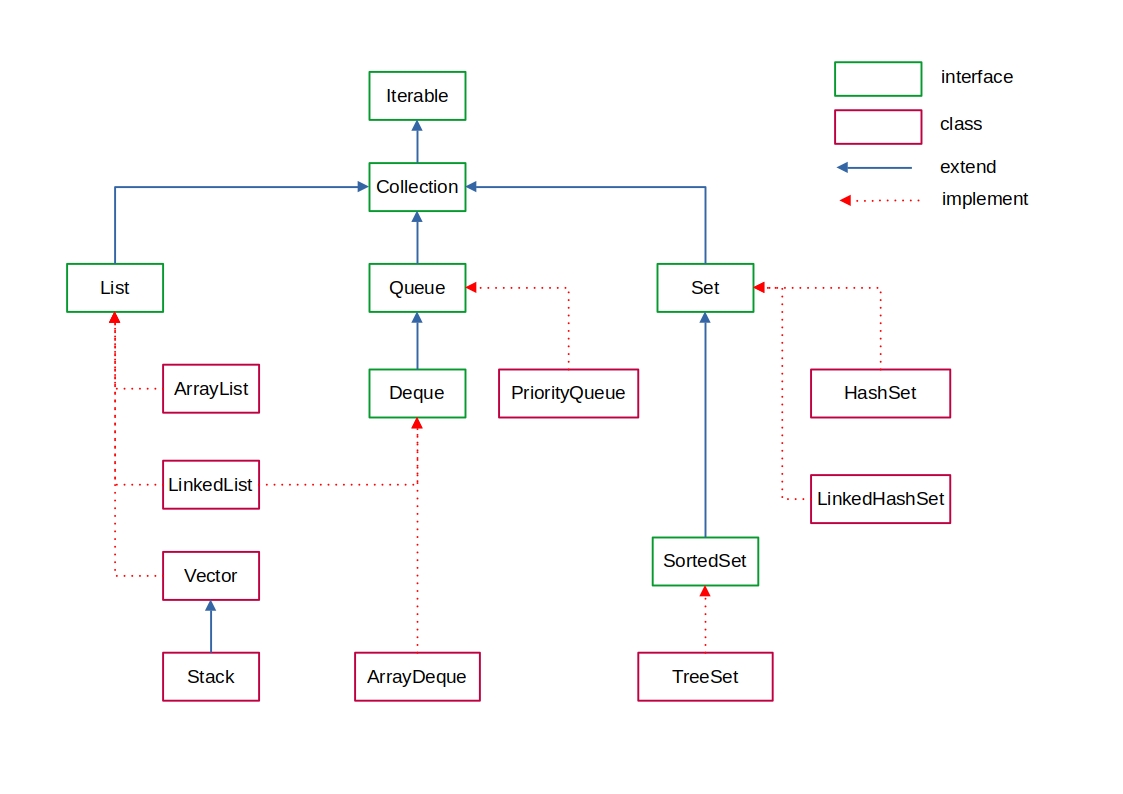 Iterable
interface
class
Collection
extend
implement
List
Queue
Set
ArrayList
Deque
PriorityQueue
HashSet
LinkedList
LinkedHashSet
Vector
SortedSet
Stack
ArrayDeque
TreeSet